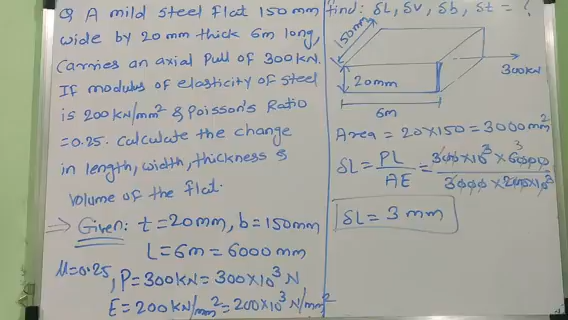 Q A mild steel flat 150mm
wide by 20mm thick 6m long,
Carries an axial Pull of 300kN.
If modulus of elasticity of steel
is 200kN/mm² & Poisson's Ratio
=0.25. Calculate the change
in length, width, thickness &
Volume of the flat.
⇒ Given: t=20mm, b=150mm
L=6m=6000mm
μ=0.25, P=300kN=300×10³ N
E=200kN/mm²=200×10³N/mm²
find: δL, δv, δb, δt = ?
150mm
20mm
300kN
6m
Area = 20×150=3000mm²
δL = PL/AE = 300×10³×6000/3000×200×10³
3
δL = 3 mm